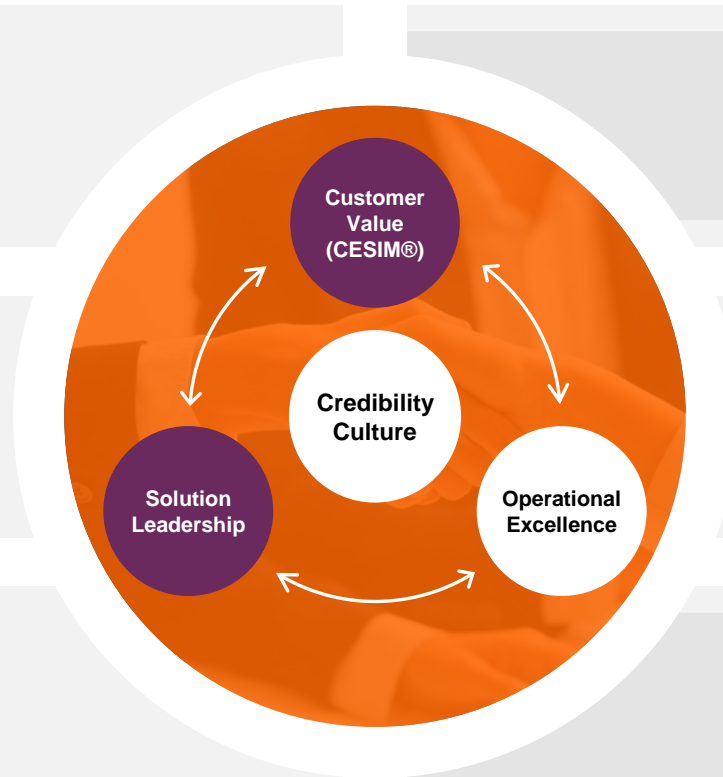 Customer
Value
(CESIM®)
Credibility
Culture
Solution
Leadership
Operational
Excellence